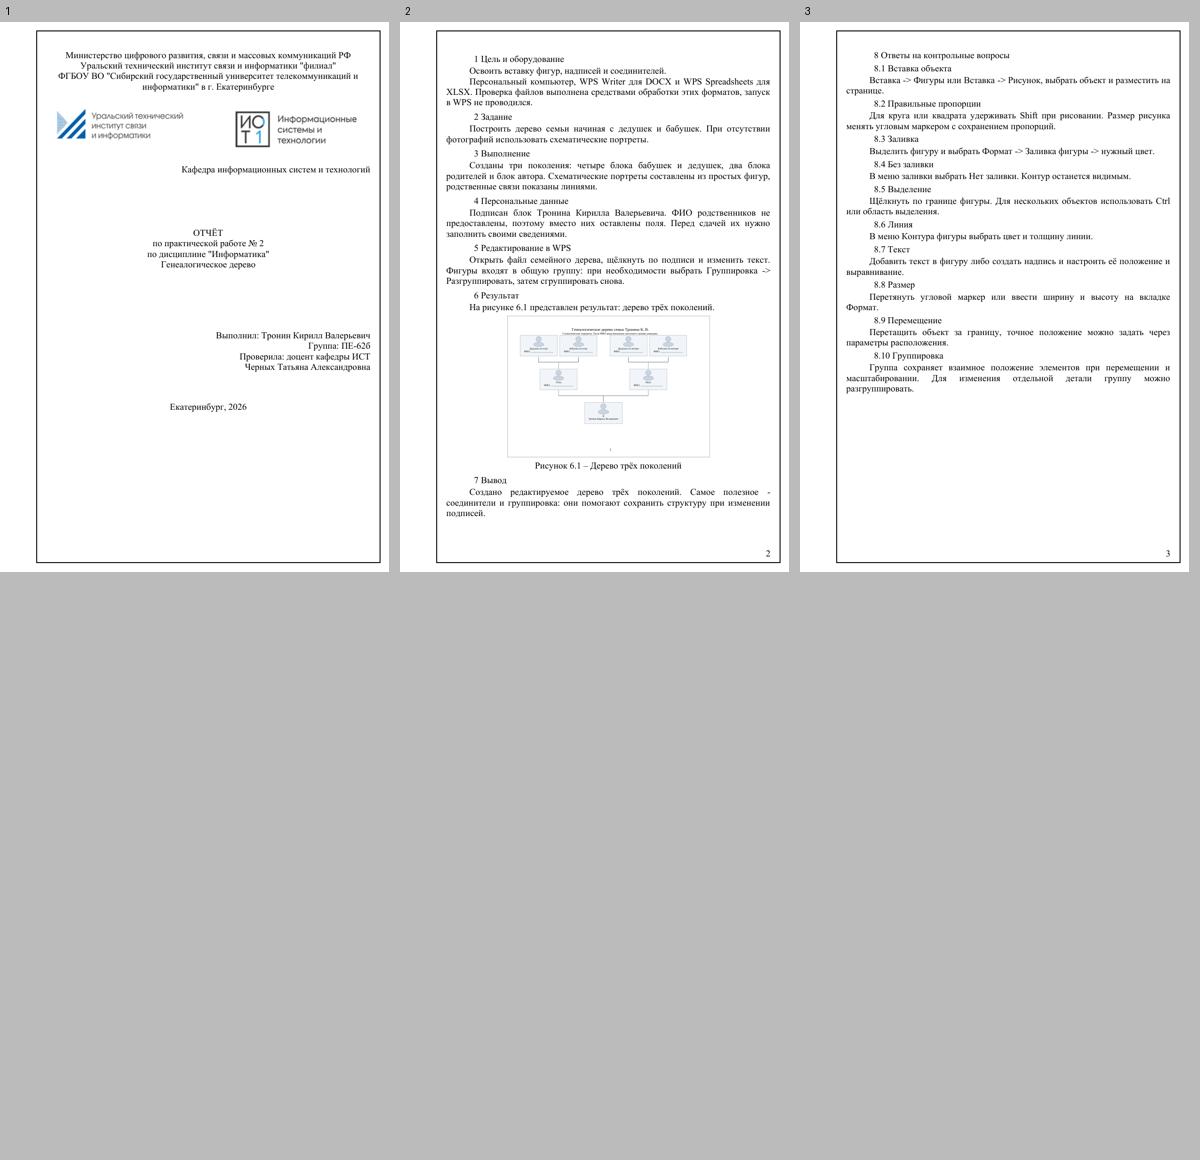 1
2
3
Министерство цифрового развития, связи и массовых коммуникаций РФ
Уральский технический институт связи и информатики "филиал"
ФГБОУ ВО "Сибирский государственный университет телекоммуникаций и
информатики" в г. Екатеринбурге
Уральский технический
институт связи
и информатики
ИО
Т 1
Информационные
системы и
технологии
Кафедра информационных систем и технологий
ОТЧЁТ
по практической работе № 2
по дисциплине "Информатика"
Генеалогическое дерево
Выполнил: Тронин Кирилл Валерьевич
Группа: ПЕ-62б
Проверила: доцент кафедры ИСТ
Черных Татьяна Александровна
Екатеринбург, 2026
1 Цель и оборудование
Освоить вставку фигур, надписей и соединителей.
Персональный компьютер, WPS Writer для DOCX и WPS Spreadsheets для
XLSX. Проверка файлов выполнена средствами обработки этих форматов, запуск
в WPS не проводился.
2 Задание
Построить дерево семьи начиная с дедушек и бабушек. При отсутствии
фотографий использовать схематические портреты.
3 Выполнение
Созданы три поколения: четыре блока бабушек и дедушек, два блока
родителей и блок автора. Схематические портреты составлены из простых фигур,
родственные связи показаны линиями.
4 Персональные данные
Подписан блок Тронина Кирилла Валерьевича. ФИО родственников не
предоставлены, поэтому вместо них оставлены поля. Перед сдачей их нужно
заполнить своими сведениями.
5 Редактирование в WPS
Открыть файл семейного дерева, щёлкнуть по подписи и изменить текст.
Фигуры входят в общую группу: при необходимости выбрать Группировка ->
Разгруппировать, затем сгруппировать снова.
6 Результат
На рисунке 6.1 представлен результат: дерево трёх поколений.
Генеалогическое дерево семьи Тронина К. В.
Рисунок 6.1 – Дерево трёх поколений
7 Вывод
Создано редактируемое дерево трёх поколений. Самое полезное -
соединители и группировка: они помогают сохранить структуру при изменении
подписей.
2
8 Ответы на контрольные вопросы
8.1 Вставка объекта
Вставка -> Фигуры или Вставка -> Рисунок, выбрать объект и разместить на
странице.
8.2 Правильные пропорции
Для круга или квадрата удерживать Shift при рисовании. Размер рисунка
менять угловым маркером с сохранением пропорций.
8.3 Заливка
Выделить фигуру и выбрать Формат -> Заливка фигуры -> нужный цвет.
8.4 Без заливки
В меню заливки выбрать Нет заливки. Контур останется видимым.
8.5 Выделение
Щёлкнуть по границе фигуры. Для нескольких объектов использовать Ctrl
или область выделения.
8.6 Линия
В меню Контура фигуры выбрать цвет и толщину линии.
8.7 Текст
Добавить текст в фигуру либо создать надпись и настроить её положение и
выравнивание.
8.8 Размер
Перетянуть угловой маркер или ввести ширину и высоту на вкладке
Формат.
8.9 Перемещение
Перетащить объект за границу, точное положение можно задать через
параметры расположения.
8.10 Группировка
Группа сохраняет взаимное положение элементов при перемещении и
масштабировании. Для изменения отдельной детали группу можно
разгруппировать.
3